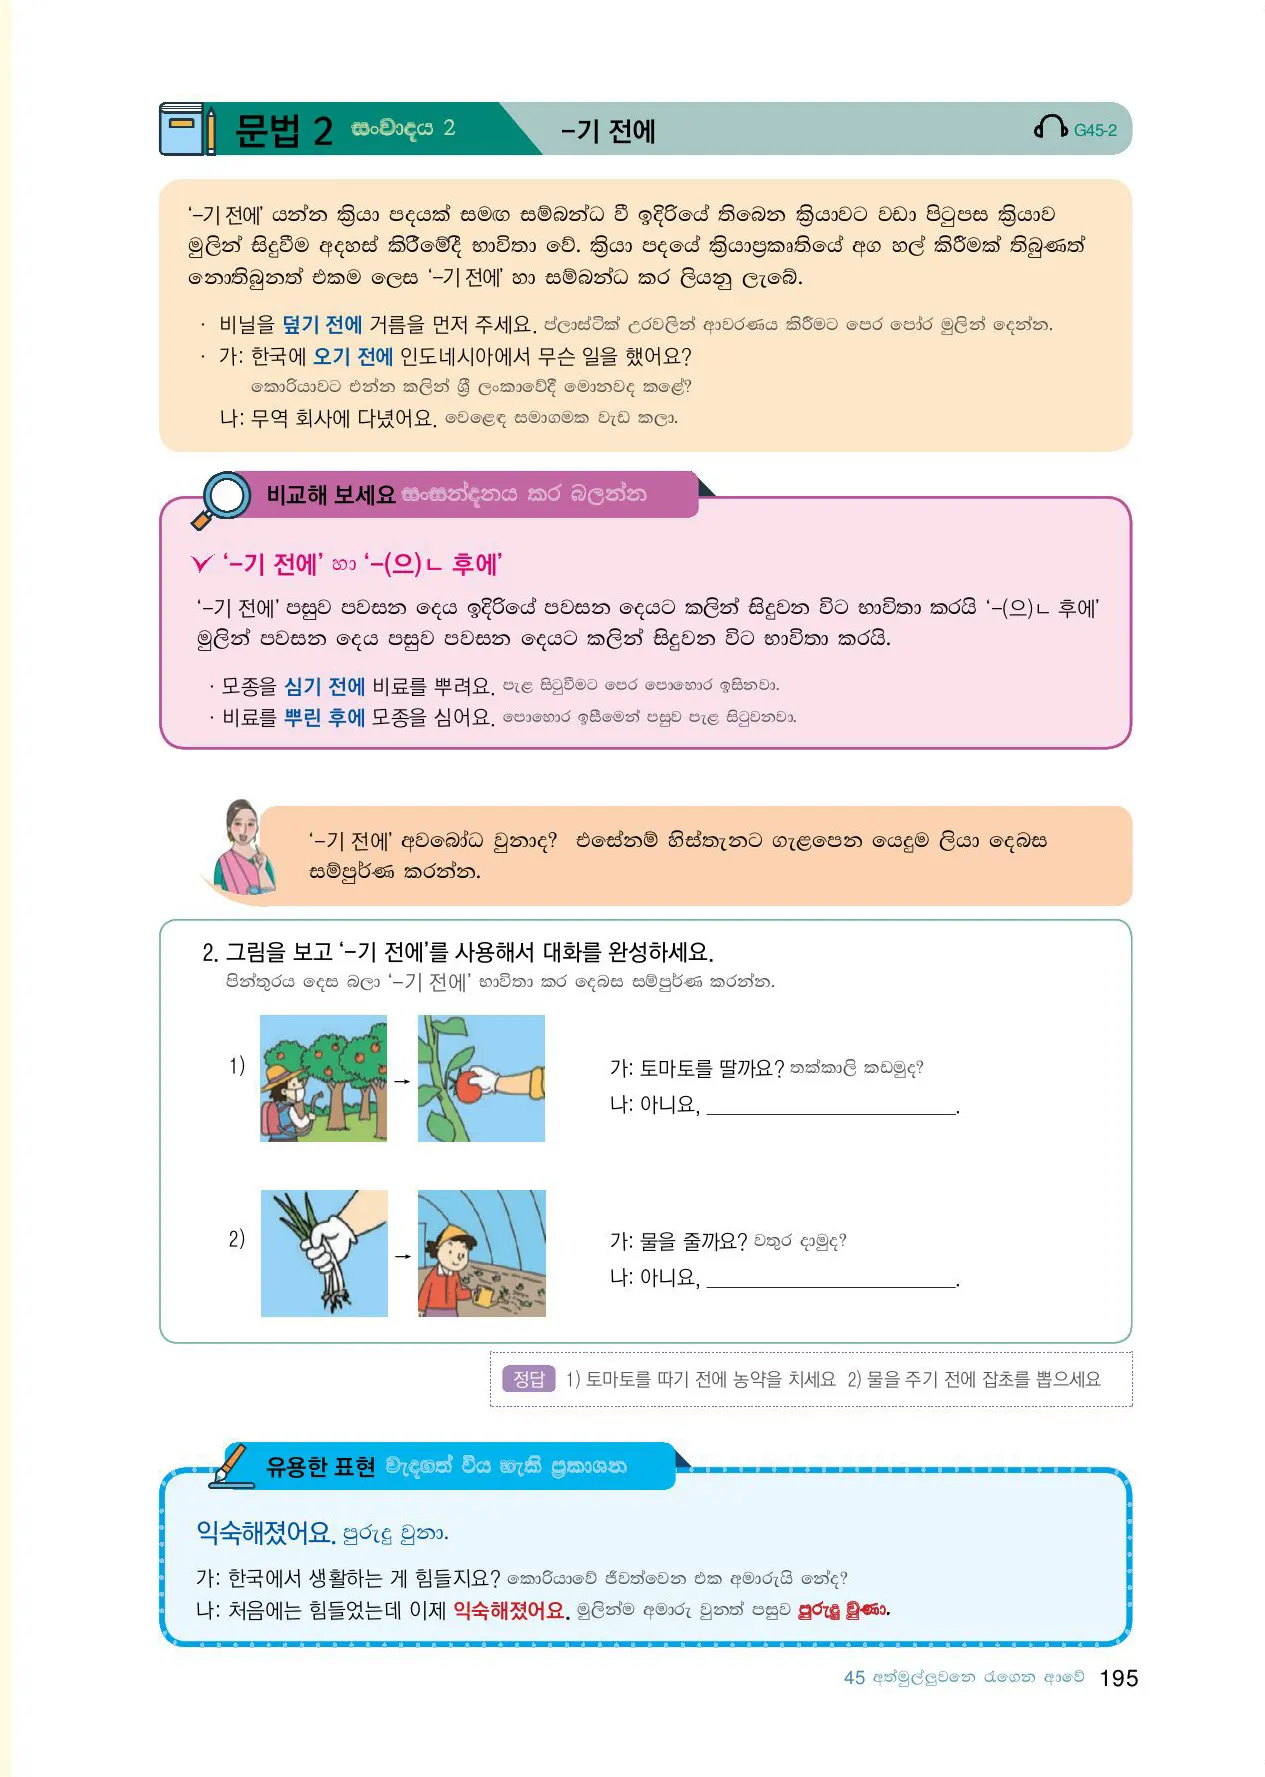 문법 2 සංවාදය 2 -기 전에 G45-2
‘-기 전에’ යන්න ක්‍රියා පදයක් සමඟ සම්බන්ධ වී ඉදිරියේ තිබෙන ක්‍රියාවට වඩා පිටුපස ක්‍රියාව
මුලින් සිදුවීම අදහස් කිරීමේදී භාවිතා වේ. ක්‍රියා පදයේ ක්‍රියාප්‍රකෘතියේ අග හල් කිරීමක් තිබුණත්
නොතිබුනත් එකම ලෙස ‘-기 전에’ හා සම්බන්ධ කර ලියනු ලැබේ.
· 비닐을 덮기 전에 거름을 먼저 주세요. ප්ලාස්ටික් උරවලින් ආවරණය කිරීමට පෙර පෝර මුලින් දෙන්න.
· 가: 한국에 오기 전에 인도네시아에서 무슨 일을 했어요?
කොරියාවට එන්න කලින් ශ්‍රී ලංකාවේදී මොනවද කළේ?
나: 무역 회사에 다녔어요. වෙළෙඳ සමාගමක වැඩ කලා.
비교해 보세요 සංසන්දනය කර බලන්න
‘-기 전에’ හා ‘-(으)ㄴ 후에’
‘-기 전에’ පසුව පවසන දෙය ඉදිරියේ පවසන දෙයට කලින් සිදුවන විට භාවිතා කරයි ‘-(으)ㄴ 후에’
මුලින් පවසන දෙය පසුව පවසන දෙයට කලින් සිදුවන විට භාවිතා කරයි.
· 모종을 심기 전에 비료를 뿌려요. පැළ සිටුවීමට පෙර පොහොර ඉසිනවා.
· 비료를 뿌린 후에 모종을 심어요. පොහොර ඉසීමෙන් පසුව පැළ සිටුවනවා.
‘-기 전에’ අවබෝධ වුනාද? එසේනම් හිස්තැනට ගැළපෙන යෙදුම ලියා දෙබස
සම්පුර්ණ කරන්න.
2. 그림을 보고 ‘-기 전에’를 사용해서 대화를 완성하세요.
පින්තුරය දෙස බලා ‘-기 전에’ භාවිතා කර දෙබස සම්පුර්ණ කරන්න.
1) → 가: 토마토를 딸까요? තක්කාලි කඩමුද?
나: 아니요, ______________________.
2) → 가: 물을 줄까요? වතුර දාමුද?
나: 아니요, ______________________.
정답 1) 토마토를 따기 전에 농약을 치세요 2) 물을 주기 전에 잡초를 뽑으세요
유용한 표현 වැදගත් විය හැකි ප්‍රකාශන
익숙해졌어요. පුරුදු වුනා.
가: 한국에서 생활하는 게 힘들지요? කොරියාවේ ජීවත්වෙන එක අමාරුයි නේද?
나: 처음에는 힘들었는데 이제 익숙해졌어요. මුලින්ම අමාරු වුනත් පසුව පුරුදු වුණා.
45 අත්මුල්ලුවනෙ රැගෙන ආවේ 195